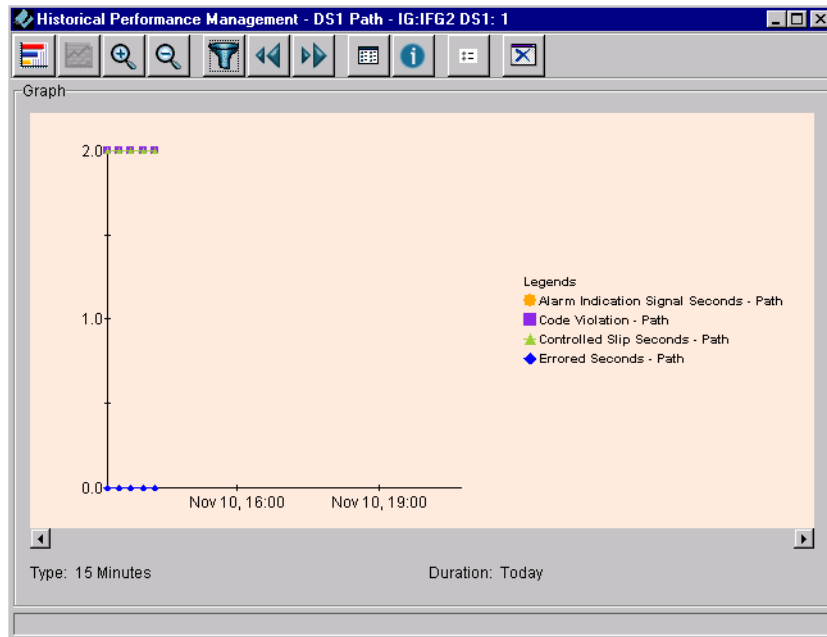 Historical Performance Management - DS1 Path - IG:IFG2 DS1: 1
Graph
2.0
1.0
0.0
Nov 10, 16:00
Nov 10, 19:00
Legends
Alarm Indication Signal Seconds - Path
Code Violation - Path
Controlled Slip Seconds - Path
Errored Seconds - Path
Type: 15 Minutes
Duration: Today